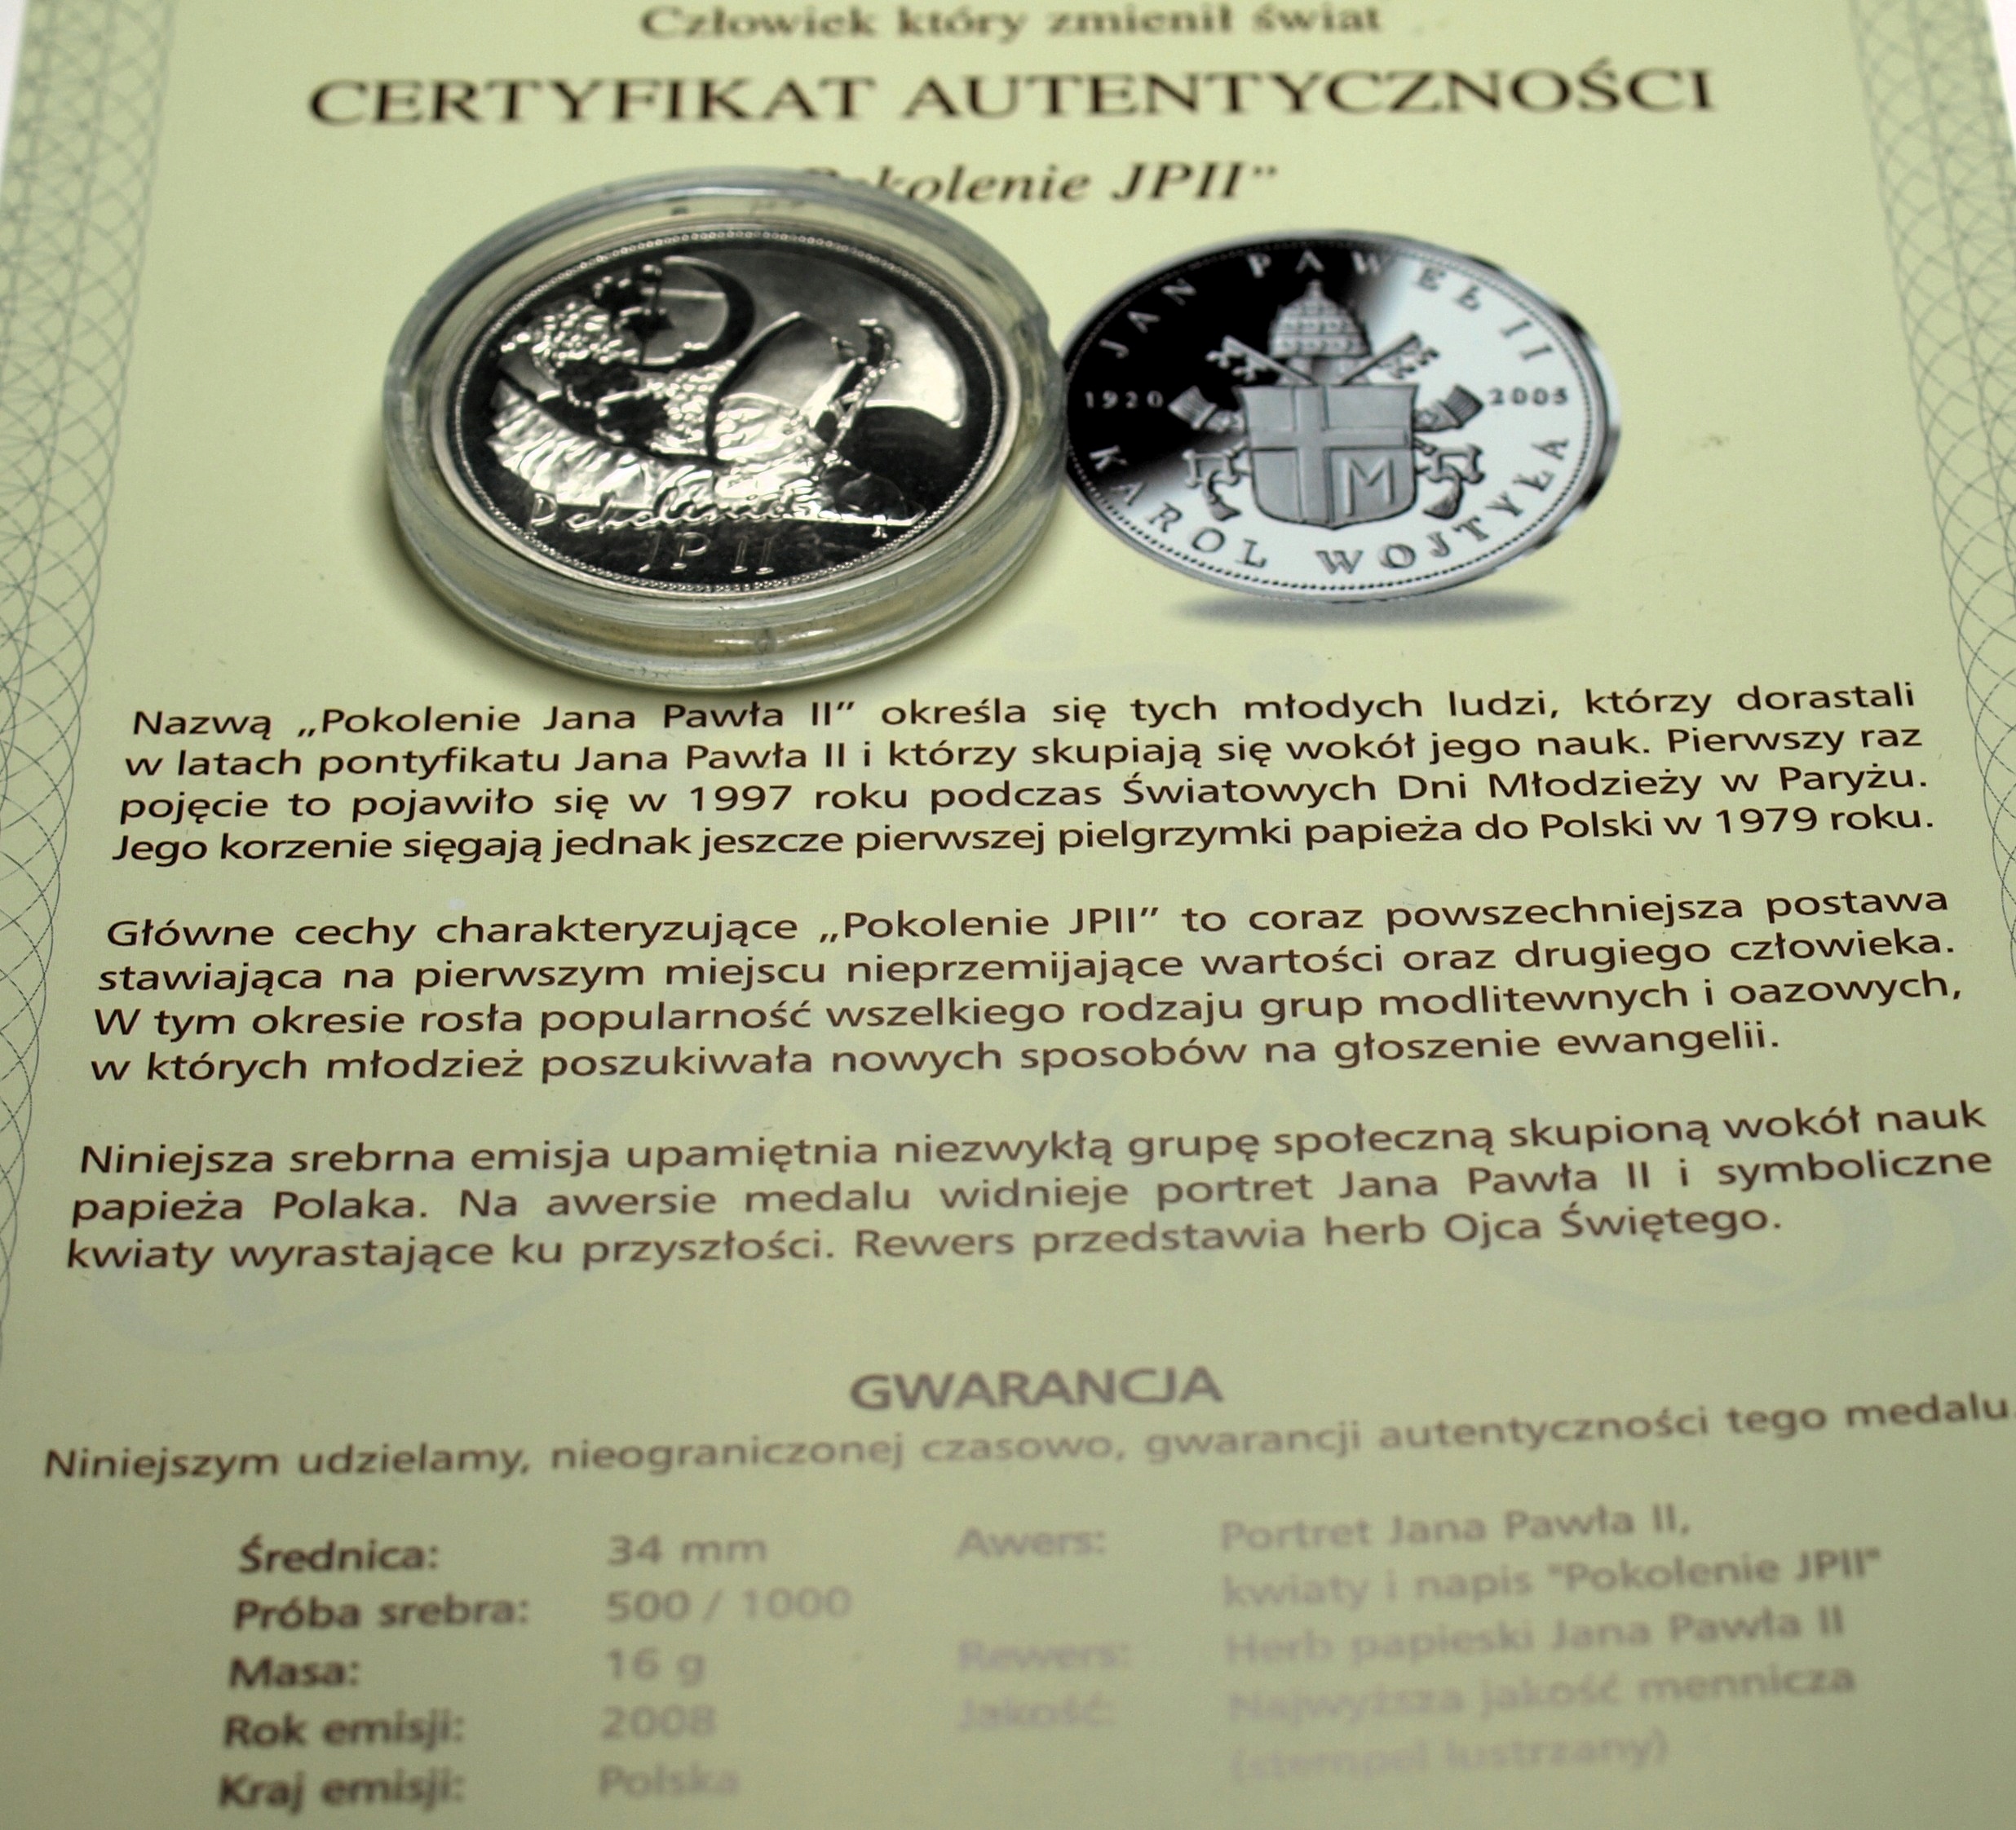 Człowiek który zmienił świat
CERTYFIKAT AUTENTYCZNOŚCI
JPII”
Pokolenie
JP II
JAN PAWEŁ II
1920
2005
KAROL WOJTYŁA
M
Nazwą „Pokolenie Jana Pawła II” określa się tych młodych ludzi, którzy dorastali
w latach pontyfikatu Jana Pawła II i którzy skupiają się wokół jego nauk. Pierwszy raz
pojęcie to pojawiło się w 1997 roku podczas Światowych Dni Młodzieży w Paryżu.
Jego korzenie sięgają jednak jeszcze pierwszej pielgrzymki papieża do Polski w 1979 roku.
Główne cechy charakteryzujące „Pokolenie JPII” to coraz powszechniejsza postawa
stawiająca na pierwszym miejscu nieprzemijające wartości oraz drugiego człowieka.
W tym okresie rosła popularność wszelkiego rodzaju grup modlitewnych i oazowych,
w których młodzież poszukiwała nowych sposobów na głoszenie ewangelii.
Niniejsza srebrna emisja upamiętnia niezwykłą grupę społeczną skupioną wokół nauk
papieża Polaka. Na awersie medalu widnieje portret Jana Pawła II i symboliczne
kwiaty wyrastające ku przyszłości. Rewers przedstawia herb Ojca Świętego.
GWARANCJA
Niniejszym udzielamy, nieograniczonej czasowo, gwarancji autentyczności tego medalu.
Średnica: 34 mm
Próba srebra: 500 / 1000
Masa: 16 g
Rok emisji: 2008
Kraj emisji: Polska
Awers: Portret Jana Pawła II,
kwiaty i napis "Pokolenie JPII"
Rewers: Herb papieski Jana Pawła II
Jakość: Najwyższa jakość mennicza
(stempel lustrzany)